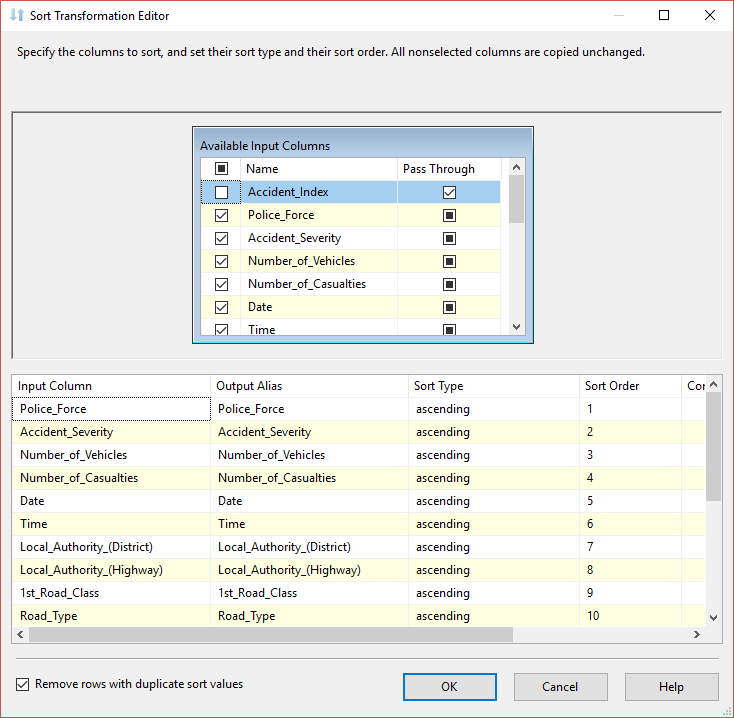 Sort Transformation Editor
Specify the columns to sort, and set their sort type and their sort order. All nonselected columns are copied unchanged.
Available Input Columns
Name Pass Through
Accident_Index
Police_Force
Accident_Severity
Number_of_Vehicles
Number_of_Casualties
Date
Time
Input Column Output Alias Sort Type Sort Order Cor
Police_Force Police_Force ascending 1
Accident_Severity Accident_Severity ascending 2
Number_of_Vehicles Number_of_Vehicles ascending 3
Number_of_Casualties Number_of_Casualties ascending 4
Date Date ascending 5
Time Time ascending 6
Local_Authority_(District) Local_Authority_(District) ascending 7
Local_Authority_(Highway) Local_Authority_(Highway) ascending 8
1st_Road_Class 1st_Road_Class ascending 9
Road_Type Road_Type ascending 10
Remove rows with duplicate sort values
OK Cancel Help